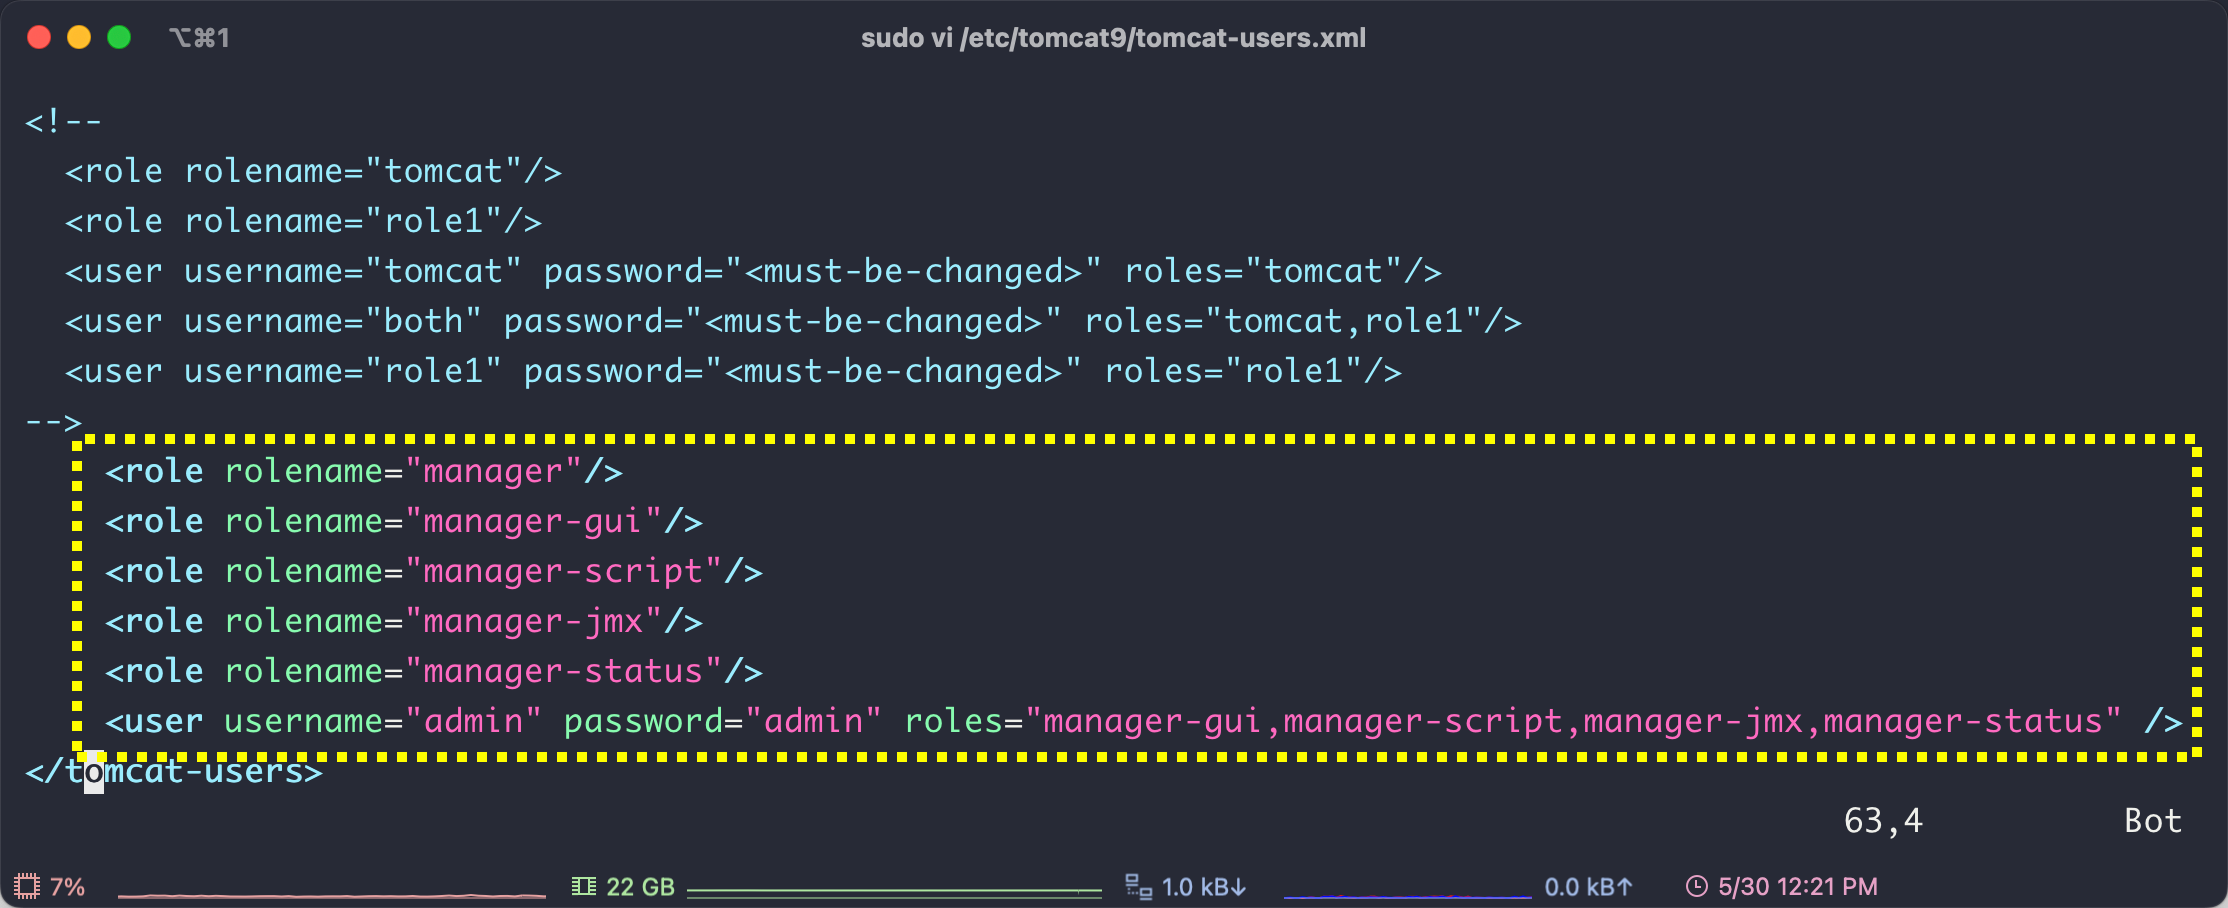 ⌥⌘1
sudo vi /etc/tomcat9/tomcat-users.xml
<!--
  <role rolename="tomcat"/>
  <role rolename="role1"/>
  <user username="tomcat" password="<must-be-changed>" roles="tomcat"/>
  <user username="both" password="<must-be-changed>" roles="tomcat,role1"/>
  <user username="role1" password="<must-be-changed>" roles="role1"/>
-->
    <role rolename="manager"/>
    <role rolename="manager-gui"/>
    <role rolename="manager-script"/>
    <role rolename="manager-jmx"/>
    <role rolename="manager-status"/>
    <user username="admin" password="admin" roles="manager-gui,manager-script,manager-jmx,manager-status" />
</tomcat-users>
63,4 Bot
7% 22 GB 1.0 kB↓ 0.0 kB↑ 5/30 12:21 PM